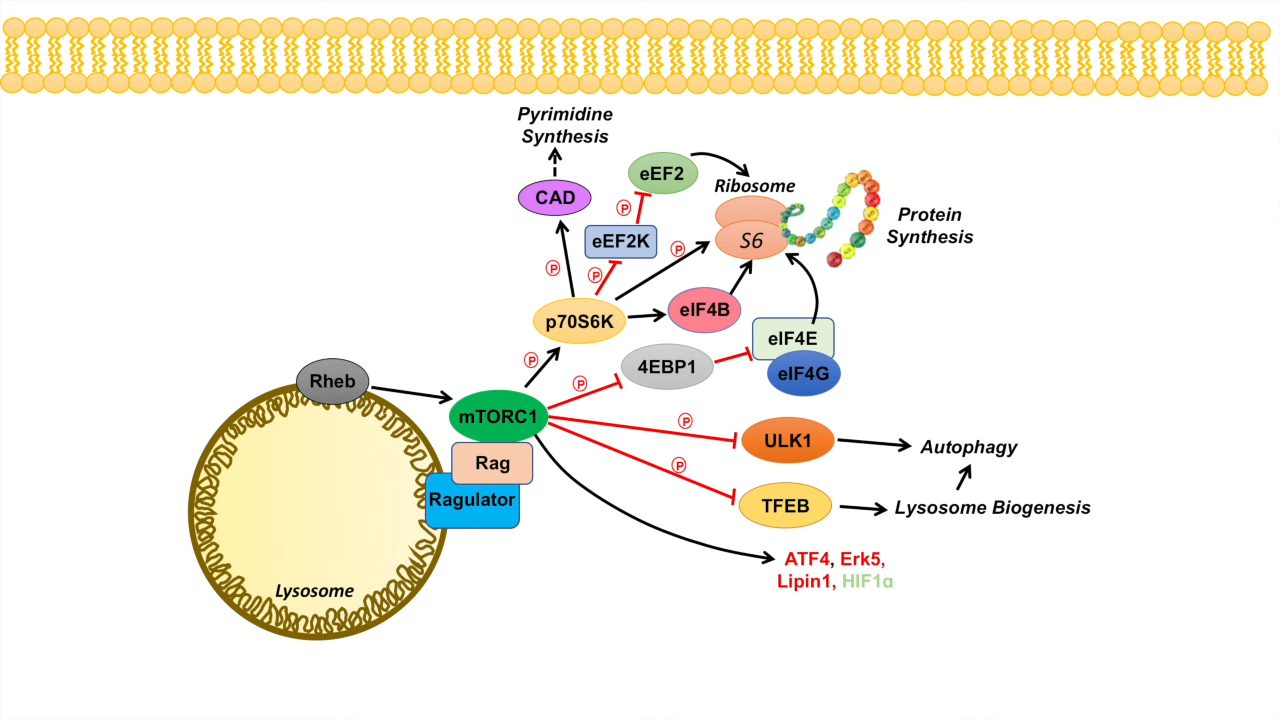 Pyrimidine
Synthesis
eEF2
Ribosome
CAD
Protein
Synthesis
P
eEF2K
P
S6
P
P
eIF4B
p70S6K
eIF4E
P
4EBP1
eIF4G
Rheb
P
mTORC1
P
ULK1
Autophagy
Rag
P
Ragulator
TFEB
Lysosome Biogenesis
ATF4, Erk5,
Lipin1, HIF1α
Lysosome